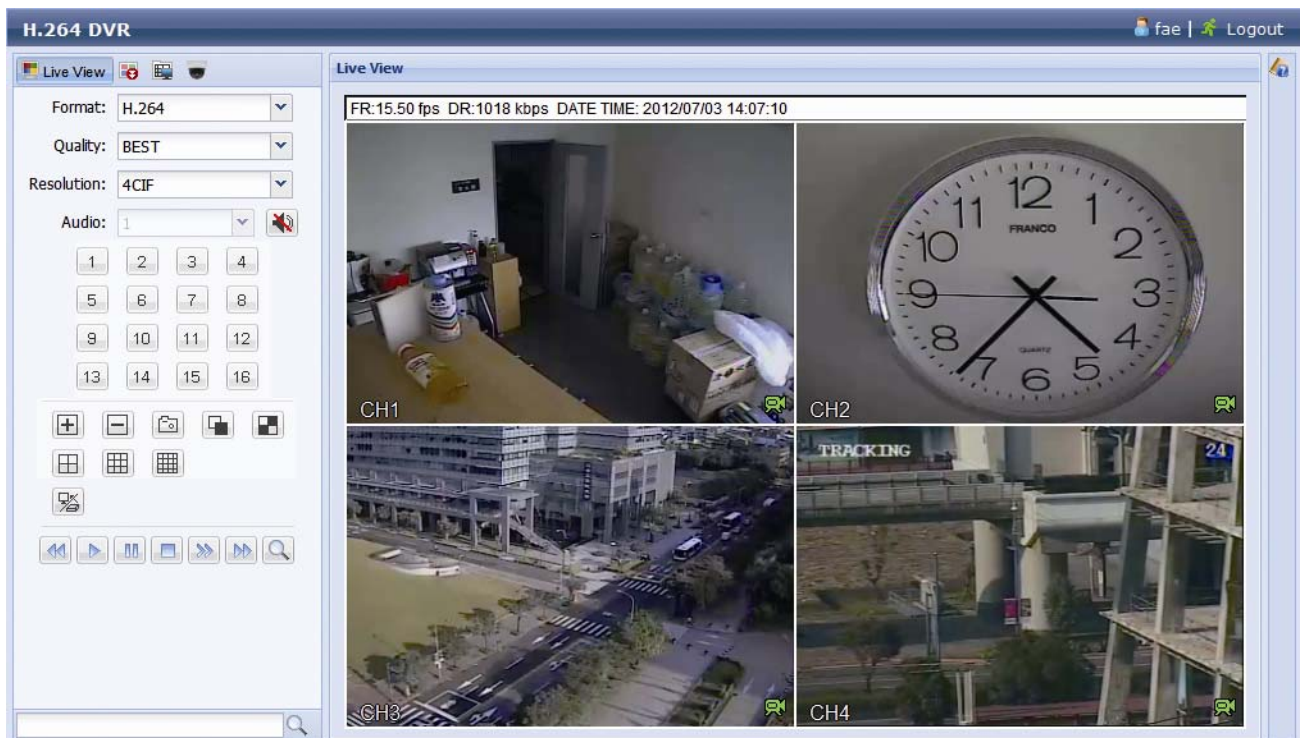 H.264 DVR
fae | Logout
Live View
Format: H.264
Quality: BEST
Resolution: 4CIF
Audio: 1
1 2 3 4
5 6 7 8
9 10 11 12
13 14 15 16
Live View
FR:15.50 fps DR:1018 kbps DATE TIME: 2012/07/03 14:07:10
CH1
12
11 1
FRANCO
10 2
9 3
8 4
QUARTZ
7 5
6
CH2
CH3
TRACKING 24
CH4